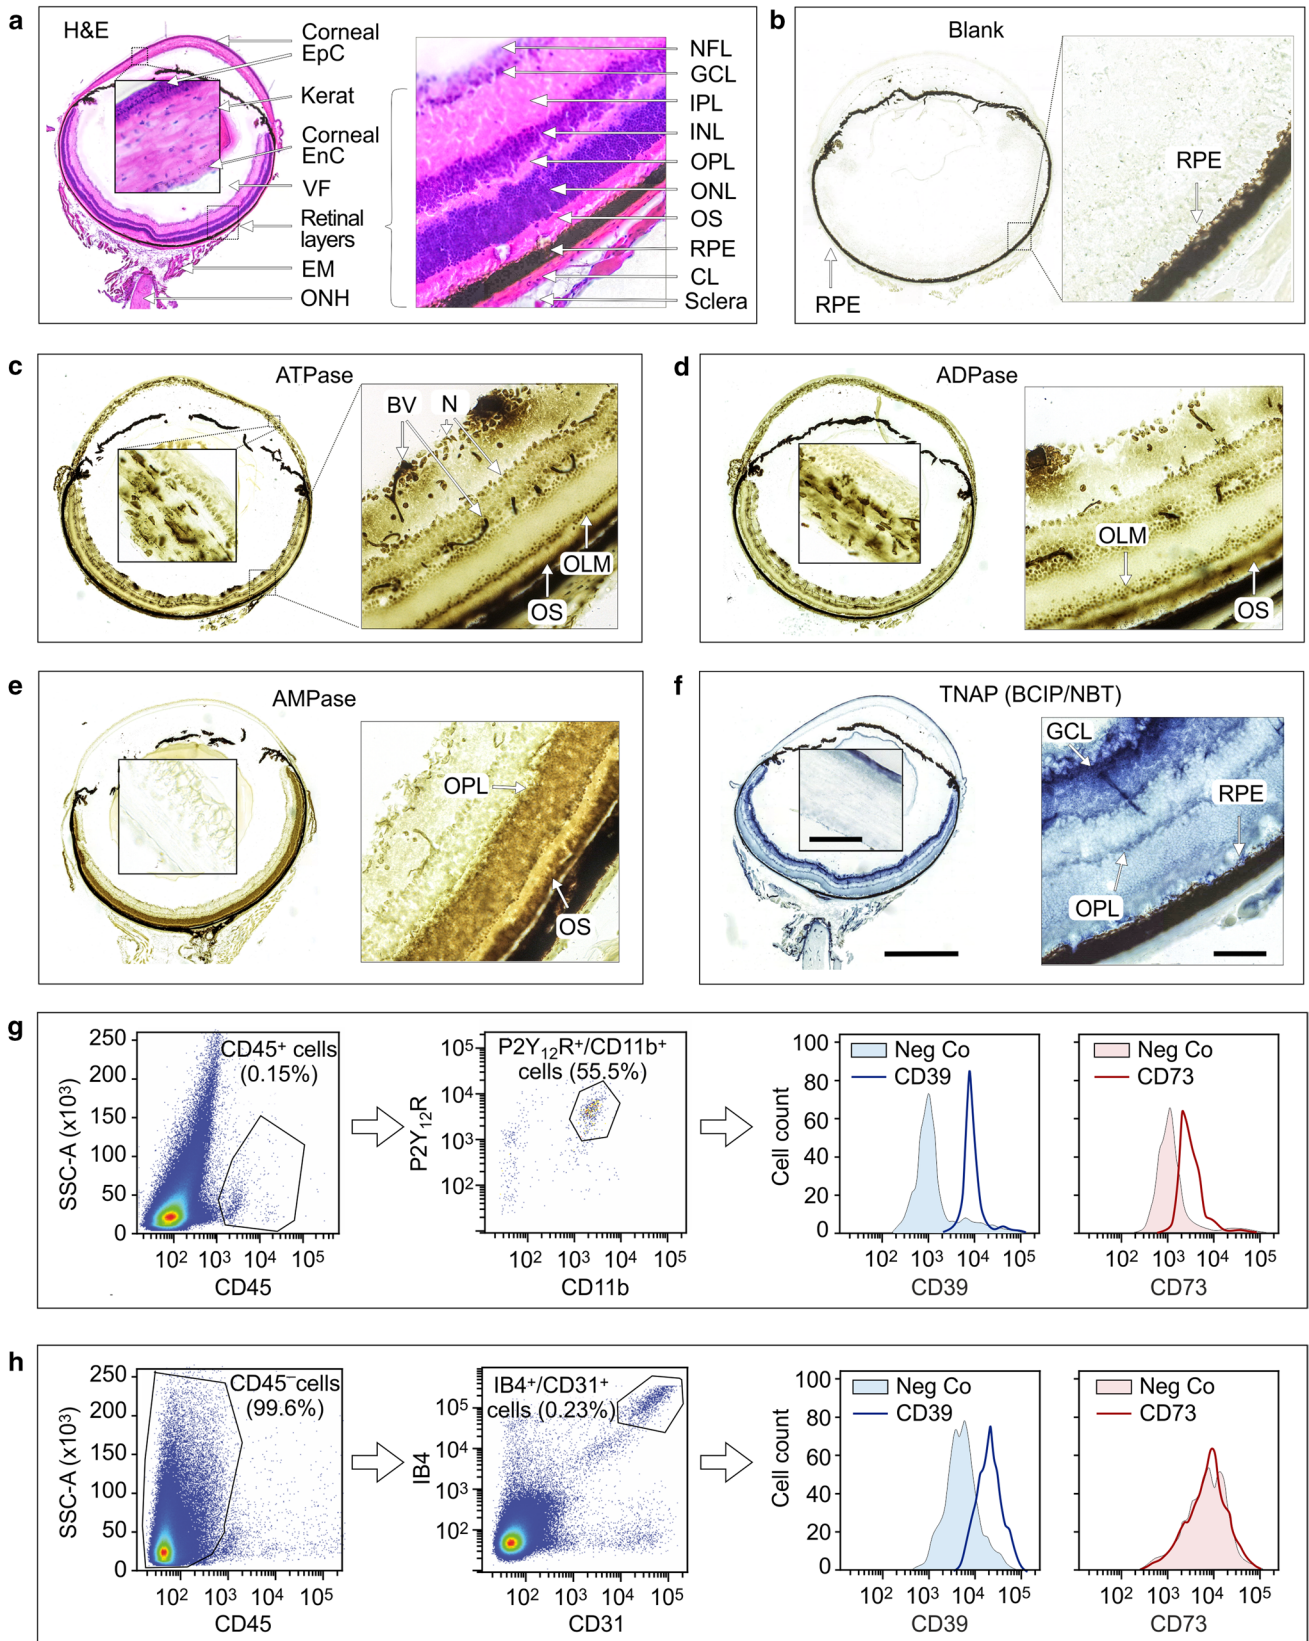 a
H&E
Corneal
EpC
Kerat
Corneal
EnC
VF
Retinal
layers
EM
ONH
NFL
GCL
IPL
INL
OPL
ONL
OS
RPE
CL
Sclera
b
Blank
RPE
RPE
c
ATPase
BV
N
OLM
OS
d
ADPase
OLM
OS
e
AMPase
OPL
OS
f
TNAP (BCIP/NBT)
GCL
RPE
OPL
g
250
200
150
100
50
0
SSC-A (x10³)
CD45⁺ cells
(0.15%)
10² 10³ 10⁴ 10⁵
CD45
10⁵
10⁴
10³
10²
P2Y₁₂R
P2Y₁₂R⁺/CD11b⁺
cells (55.5%)
10² 10³ 10⁴ 10⁵
CD11b
100
80
60
40
20
0
Cell count
Neg Co
CD39
10² 10³ 10⁴ 10⁵
CD39
Neg Co
CD73
10² 10³ 10⁴ 10⁵
CD73
h
250
200
150
100
50
0
SSC-A (x10³)
CD45⁻cells
(99.6%)
10² 10³ 10⁴ 10⁵
CD45
10⁵
10⁴
10³
10²
IB4
IB4⁺/CD31⁺
cells (0.23%)
10² 10³ 10⁴ 10⁵
CD31
100
80
60
40
20
0
Cell count
Neg Co
CD39
10² 10³ 10⁴ 10⁵
CD39
Neg Co
CD73
10² 10³ 10⁴ 10⁵
CD73